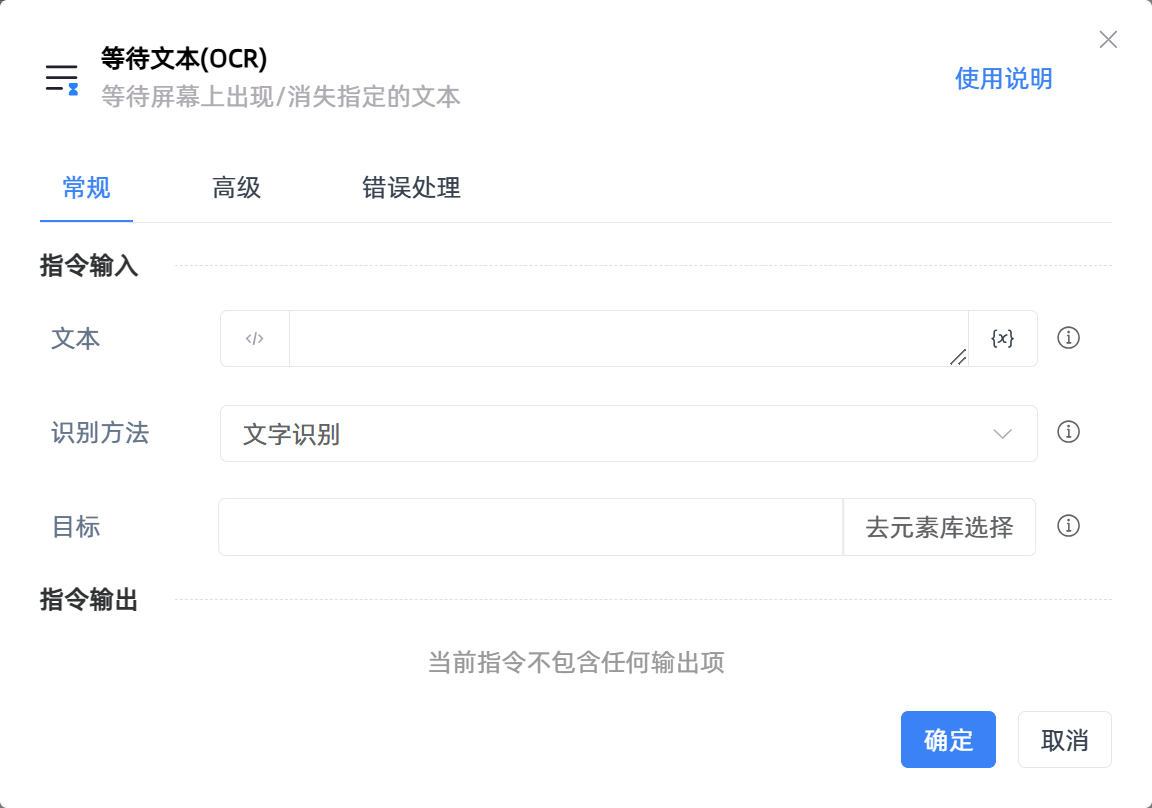 等待文本(OCR)
等待屏幕上出现/消失指定的文本
使用说明
常规 高级 错误处理
指令输入
文本 </> {x}
识别方法 文字识别
目标 去元素库选择
指令输出
当前指令不包含任何输出项
确定 取消